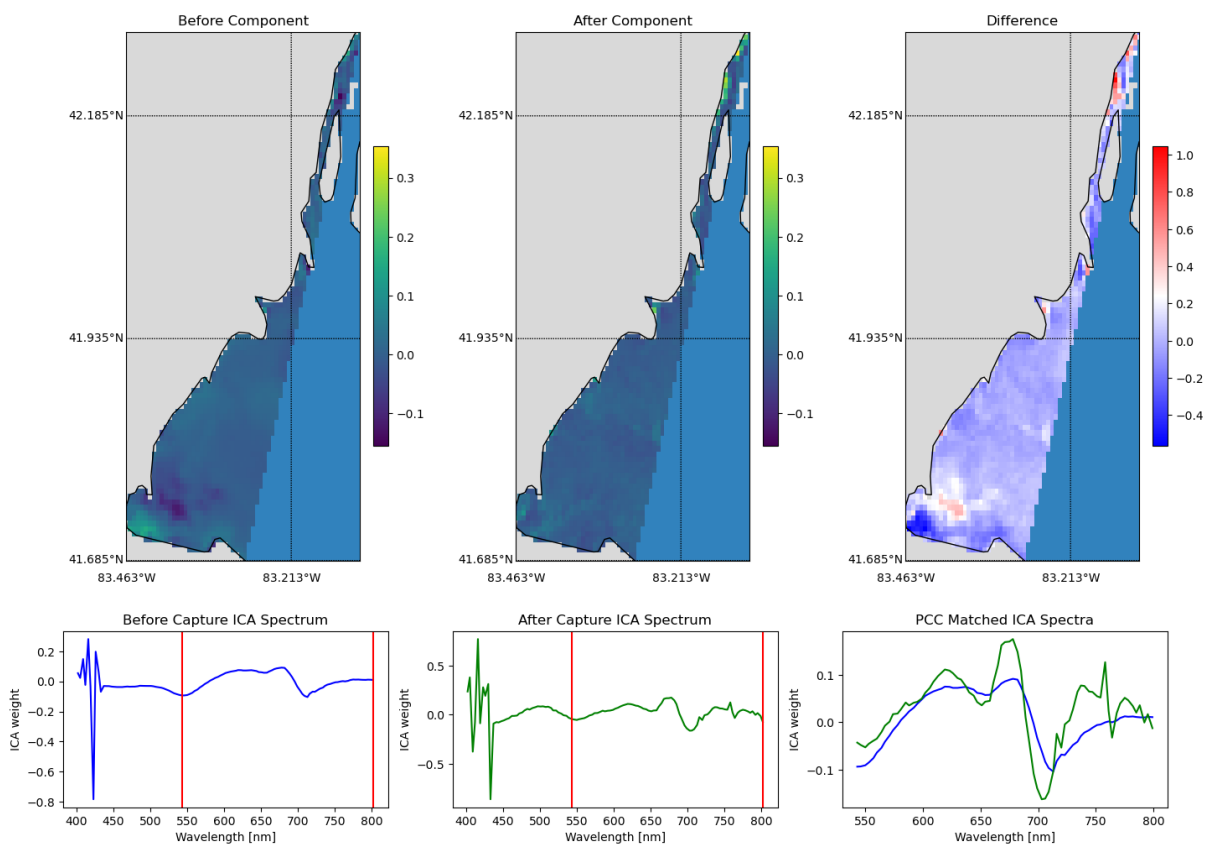 Before Component
After Component
Difference
42.185°N
41.935°N
41.685°N
83.463°W
83.213°W
0.3
0.2
0.1
0.0
−0.1
42.185°N
41.935°N
41.685°N
83.463°W
83.213°W
0.3
0.2
0.1
0.0
−0.1
42.185°N
41.935°N
41.685°N
83.463°W
83.213°W
1.0
0.8
0.6
0.4
0.2
0.0
−0.2
−0.4
Before Capture ICA Spectrum
ICA weight
0.2
0.0
−0.2
−0.4
−0.6
−0.8
400 450 500 550 600 650 700 750 800
Wavelength [nm]
After Capture ICA Spectrum
ICA weight
0.5
0.0
−0.5
400 450 500 550 600 650 700 750 800
Wavelength [nm]
PCC Matched ICA Spectra
ICA weight
0.1
0.0
−0.1
550 600 650 700 750 800
Wavelength [nm]